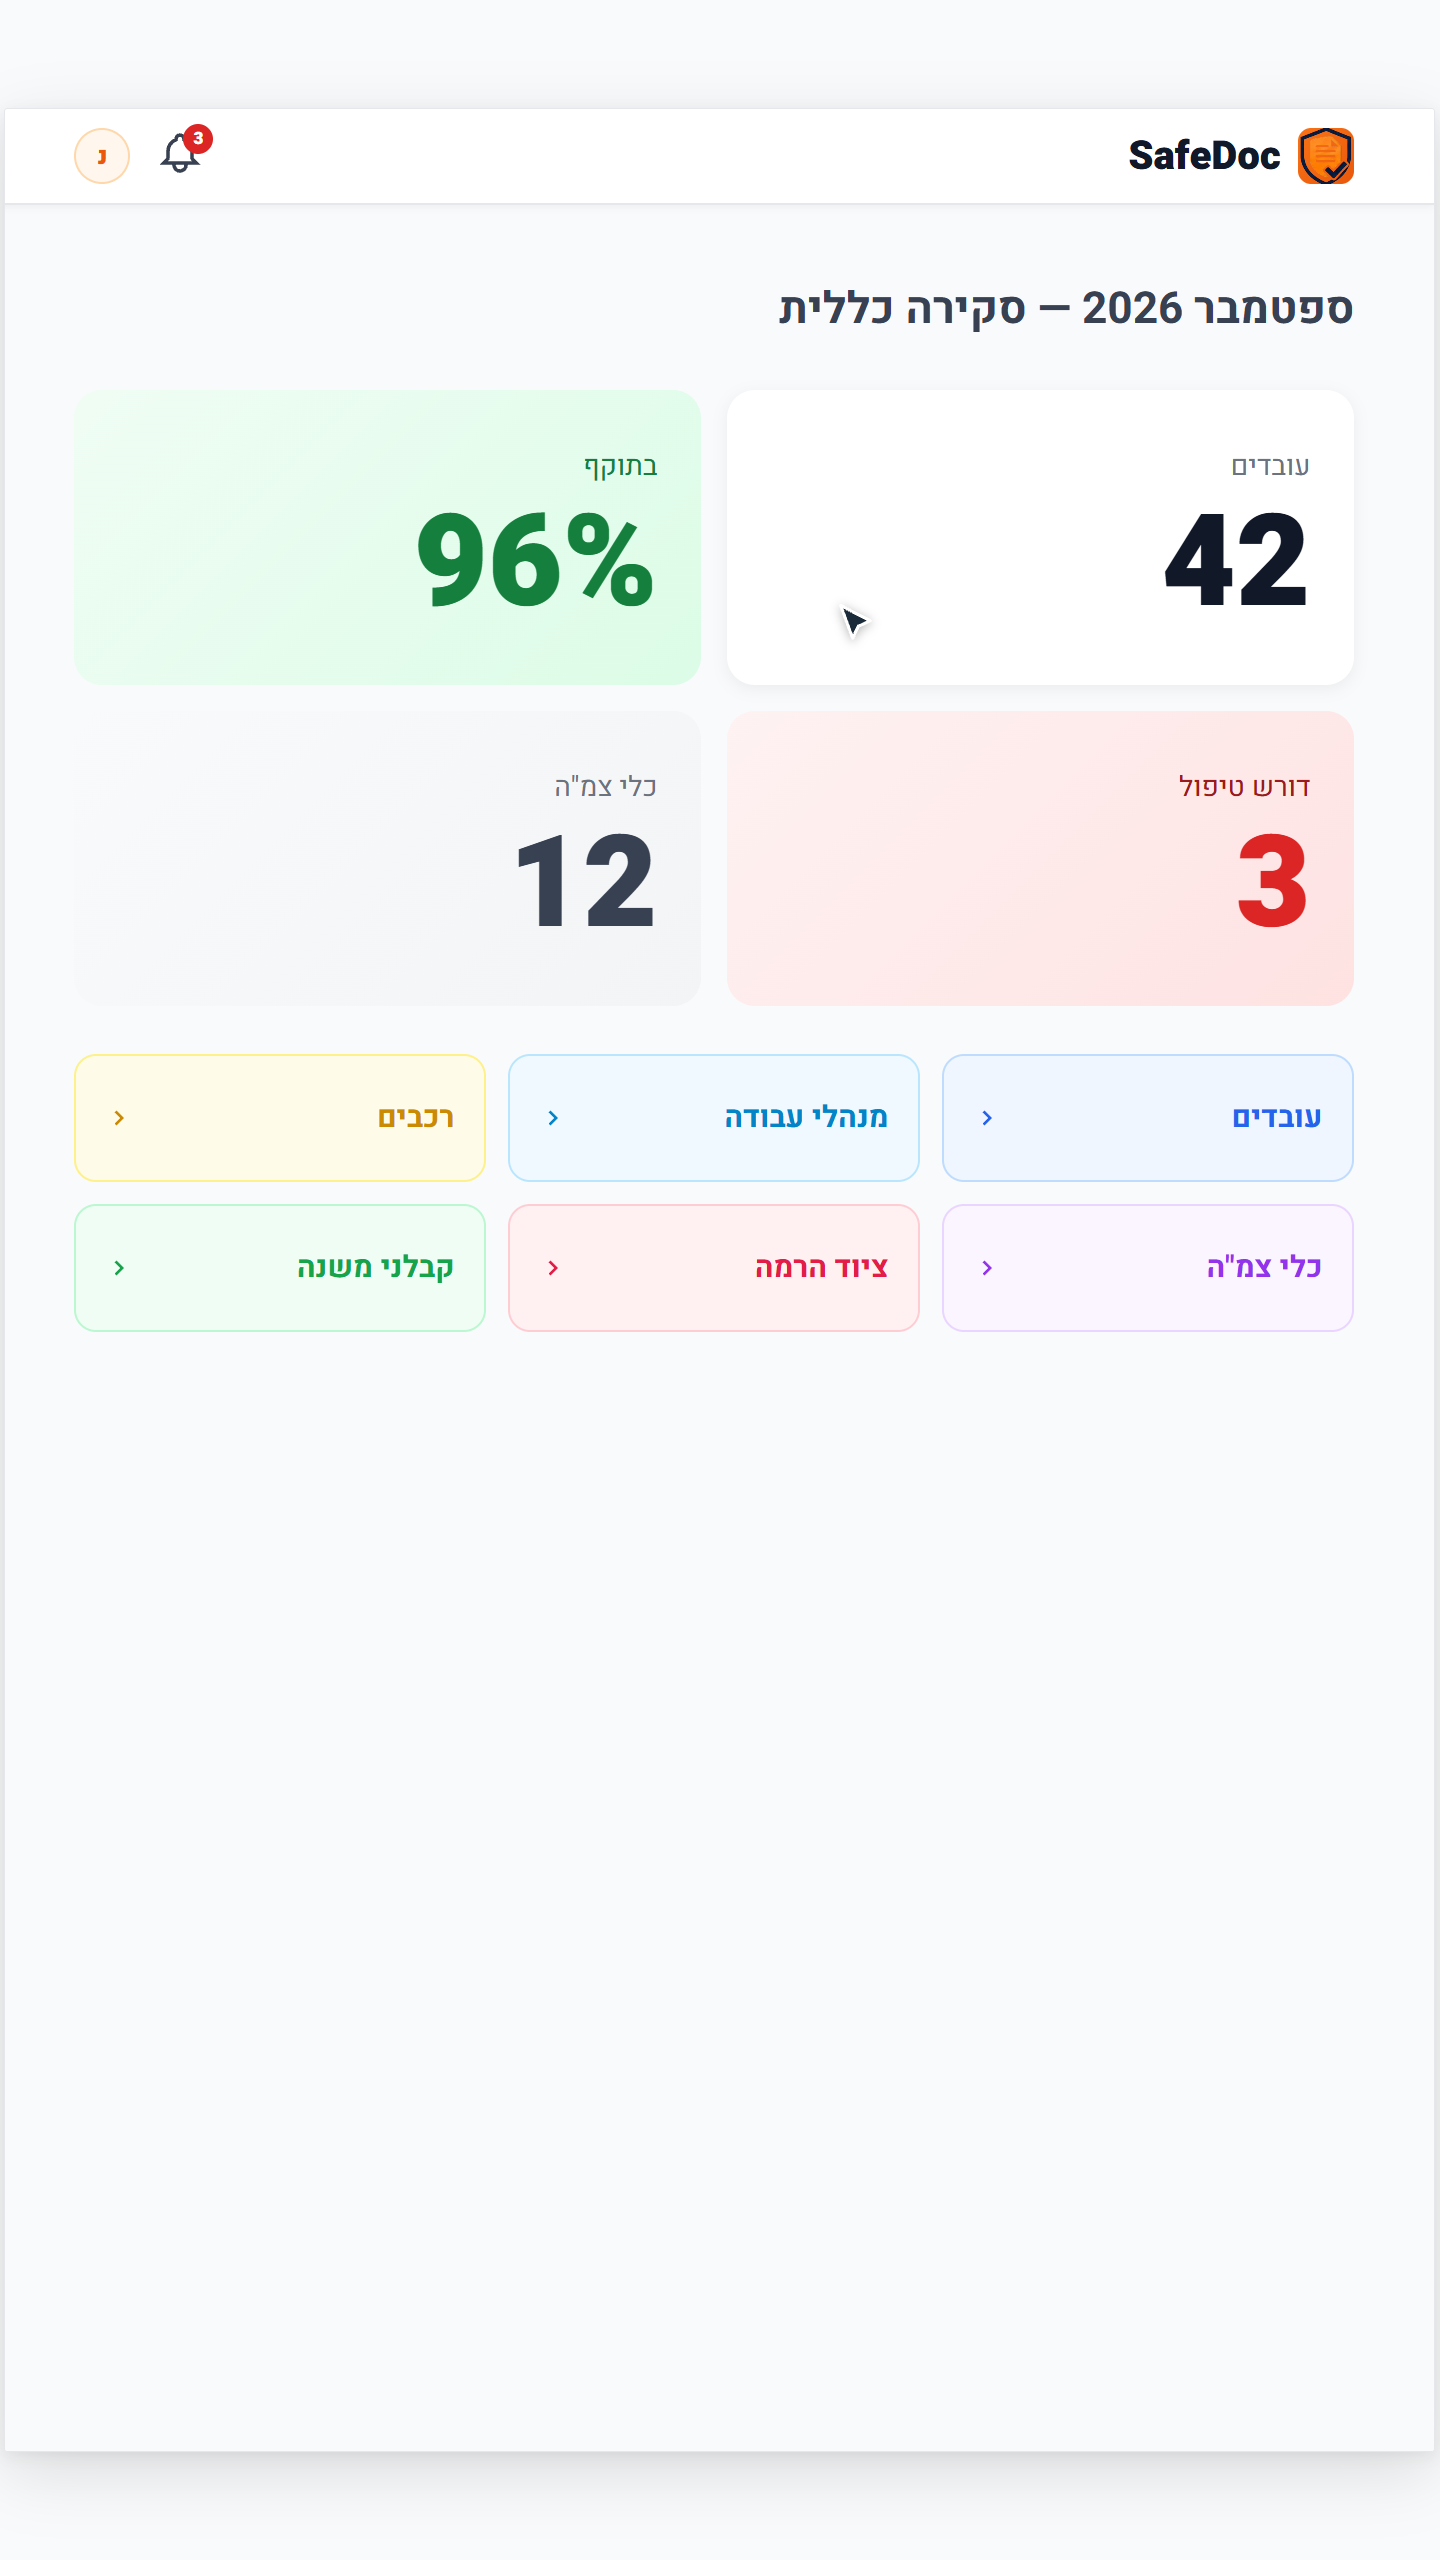 SafeDoc
3
נ
ספטמבר 2026 – סקירה כללית
עובדים
42
בתוקף
96%
דורש טיפול
3
כלי צמ"ה
12
עובדים
מנהלי עבודה
רכבים
כלי צמ"ה
ציוד הרמה
קבלני משנה